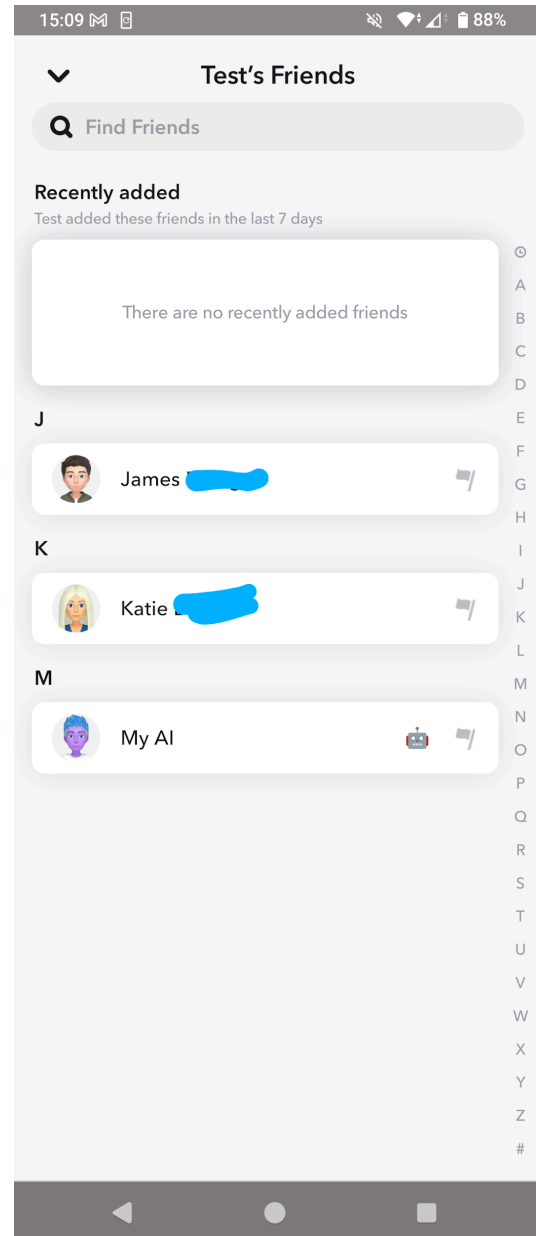 15:09
88%
Test's Friends
Find Friends
Recently added
Test added these friends in the last 7 days
There are no recently added friends
J
James
K
Katie
M
My AI
A
B
C
D
E
F
G
H
I
J
K
L
M
N
O
P
Q
R
S
T
U
V
W
X
Y
Z
#